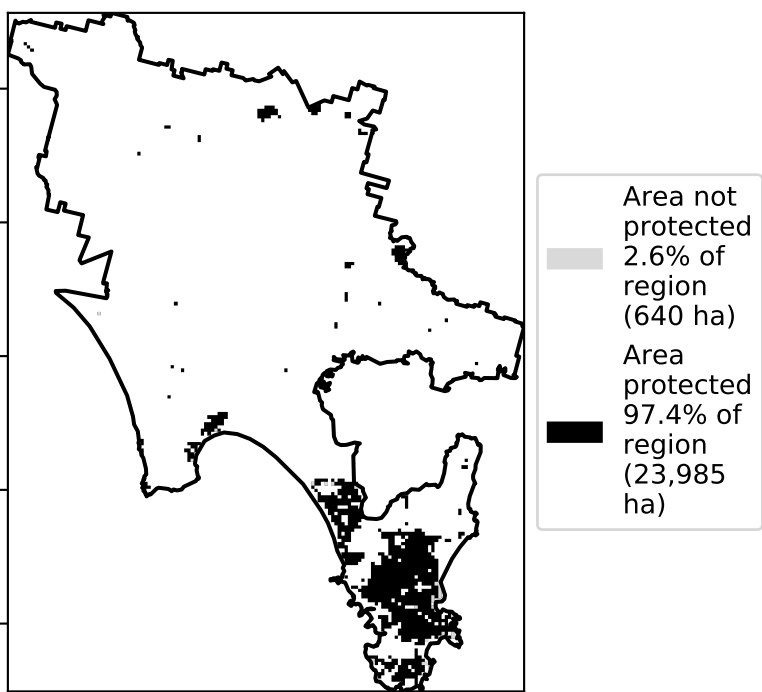 Area not
protected
2.6% of
region
(640 ha)
Area
protected
97.4% of
region
(23,985
ha)